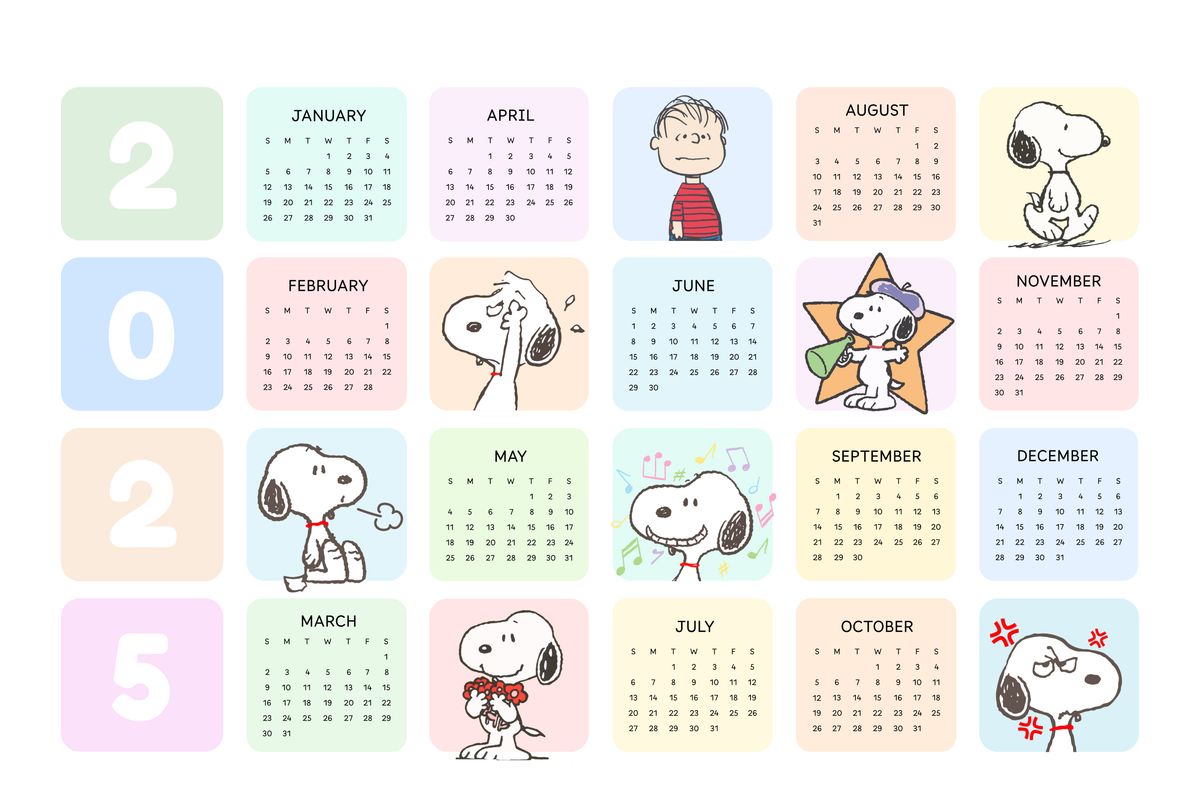 2
0
2
5
JANUARY
S M T W T F S
1 2 3 4
5 6 7 8 9 10 11
12 13 14 15 16 17 18
19 20 21 22 23 24 25
26 27 28 29 30 31
FEBRUARY
S M T W T F S
1
2 3 4 5 6 7 8
9 10 11 12 13 14 15
16 17 18 19 20 21 22
23 24 25 26 27 28
MARCH
S M T W T F S
1
2 3 4 5 6 7 8
9 10 11 12 13 14 15
16 17 18 19 20 21 22
23 24 25 26 27 28 29
30 31
APRIL
S M T W T F S
1 2 3 4 5
6 7 8 9 10 11 12
13 14 15 16 17 18 19
20 21 22 23 24 25 26
27 28 29 30
MAY
S M T W T F S
1 2 3
4 5 6 7 8 9 10
11 12 13 14 15 16 17
18 19 20 21 22 23 24
25 26 27 28 29 30 31
JUNE
S M T W T F S
1 2 3 4 5 6 7
8 9 10 11 12 13 14
15 16 17 18 19 20 21
22 23 24 25 26 27 28
29 30
JULY
S M T W T F S
1 2 3 4 5
6 7 8 9 10 11 12
13 14 15 16 17 18 19
20 21 22 23 24 25 26
27 28 29 30 31
AUGUST
S M T W T F S
1 2
3 4 5 6 7 8 9
10 11 12 13 14 15 16
17 18 19 20 21 22 23
24 25 26 27 28 29 30
31
SEPTEMBER
S M T W T F S
1 2 3 4 5 6
7 8 9 10 11 12 13
14 15 16 17 18 19 20
21 22 23 24 25 26 27
28 29 30
OCTOBER
S M T W T F S
1 2 3 4
5 6 7 8 9 10 11
12 13 14 15 16 17 18
19 20 21 22 23 24 25
26 27 28 29 30 31
NOVEMBER
S M T W T F S
1
2 3 4 5 6 7 8
9 10 11 12 13 14 15
16 17 18 19 20 21 22
23 24 25 26 27 28 29
30 31
DECEMBER
S M T W T F S
1 2 3 4 5 6
7 8 9 10 11 12 13
14 15 16 17 18 19 20
21 22 23 24 25 26 27
28 29 30 31